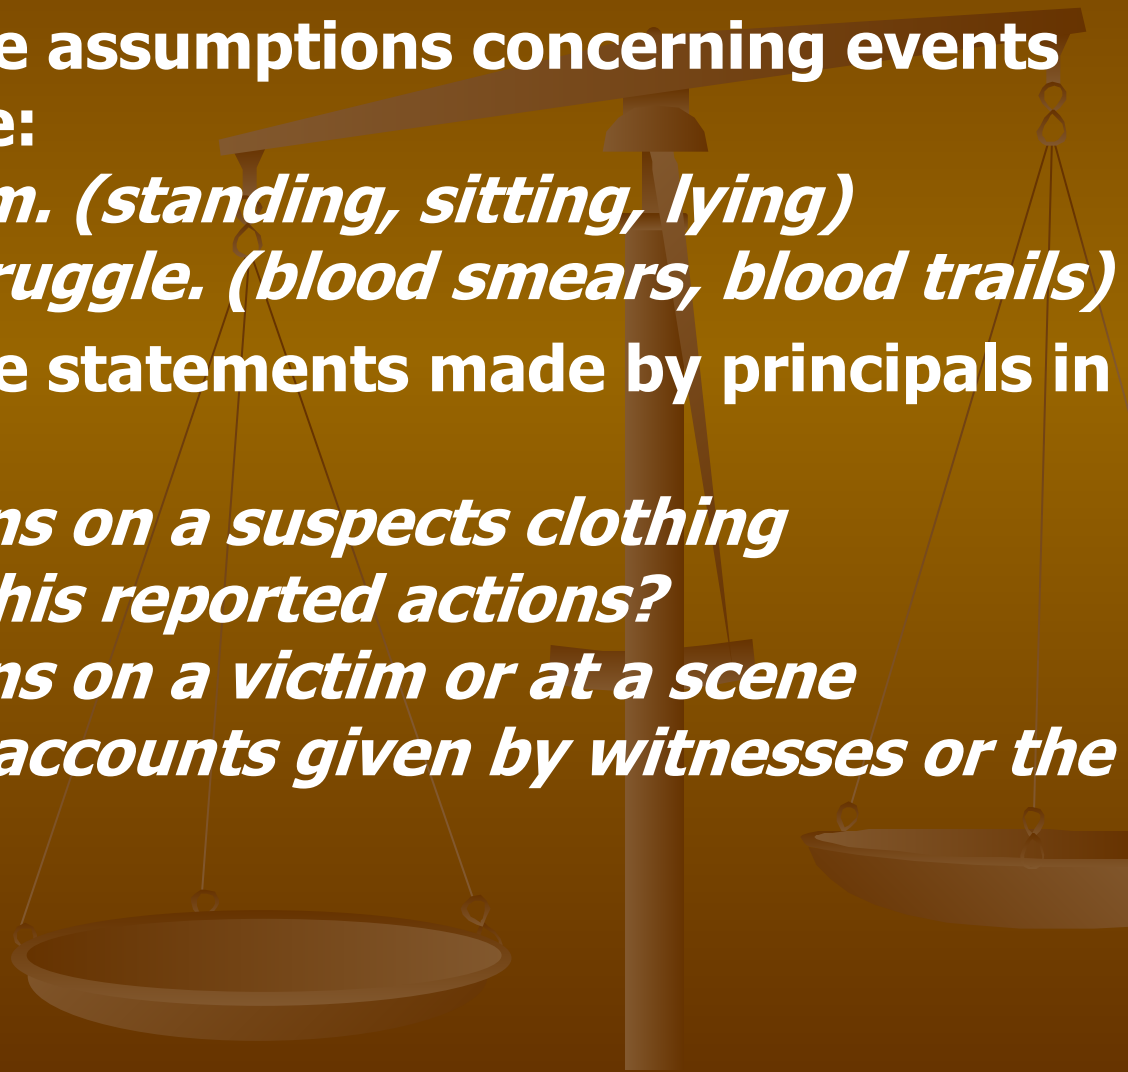 e assumptions concerning events
e:
m. (standing, sitting, lying)
ruggle. (blood smears, blood trails)
e statements made by principals in
ns on a suspects clothing
his reported actions?
ns on a victim or at a scene
accounts given by witnesses or the